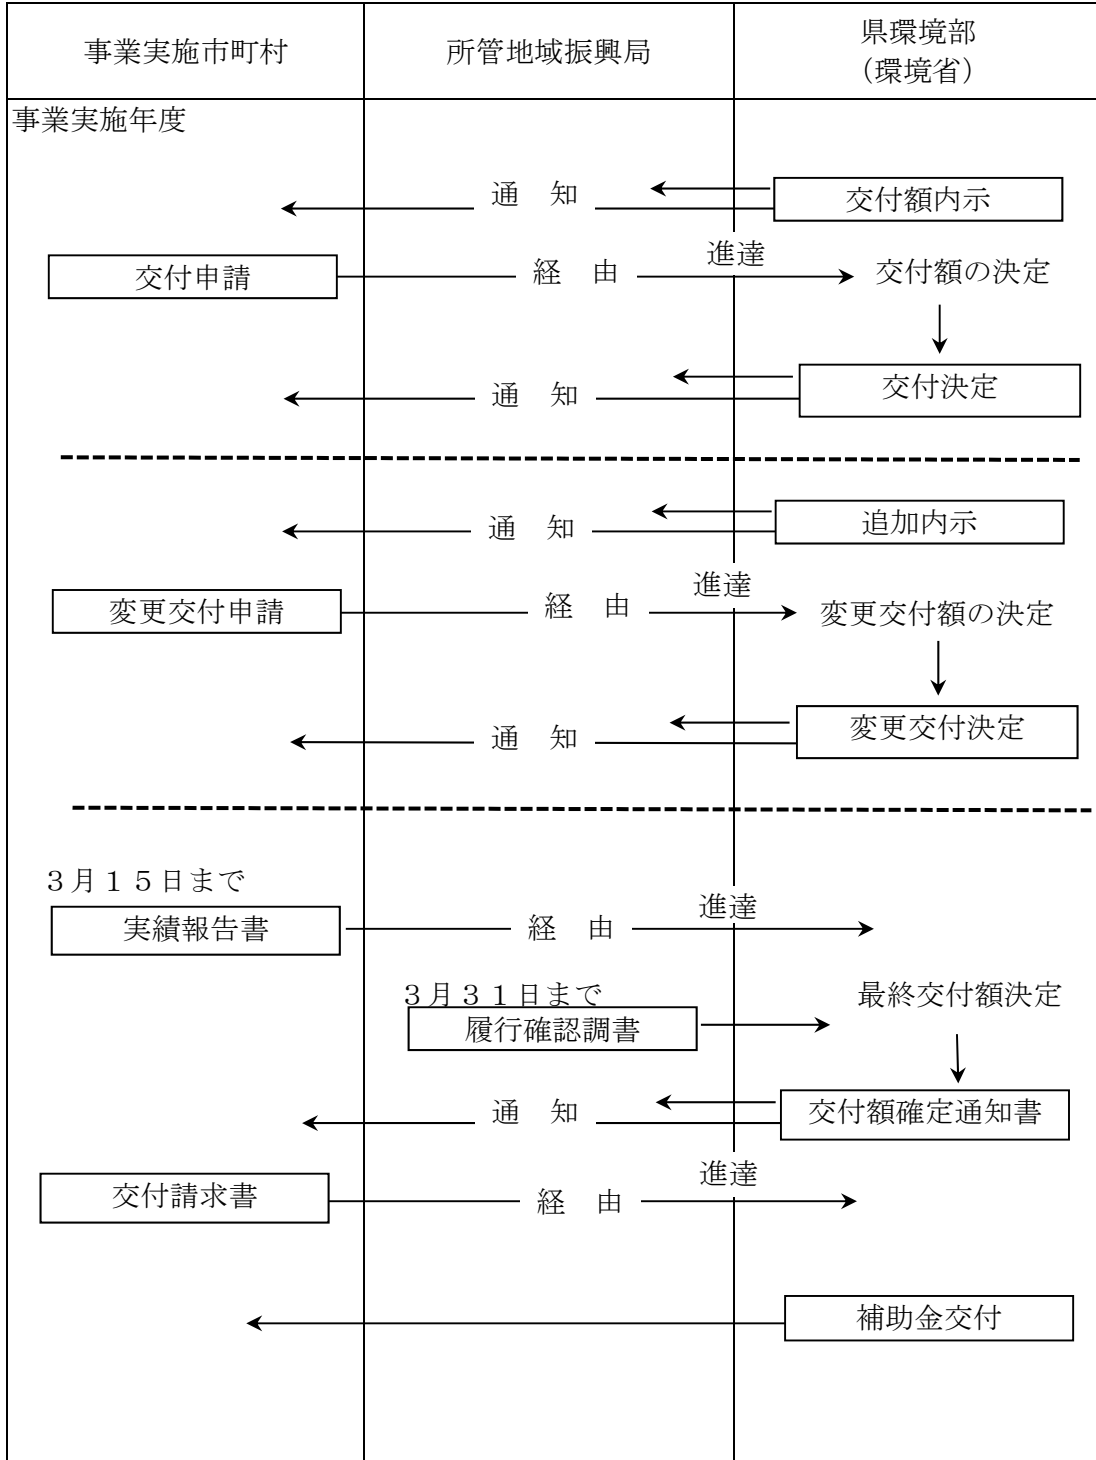 事業実施市町村
所管地域振興局
県環境部
（環境省）
事業実施年度
通　知
交付額内示
進達
交付申請
経　由
交付額の決定
通　知
交付決定
通　知
追加内示
進達
変更交付申請
経　由
変更交付額の決定
通　知
変更交付決定
３月１５日まで
進達
実績報告書
経　由
３月３１日まで
最終交付額決定
履行確認調書
通　知
交付額確定通知書
進達
交付請求書
経　由
補助金交付